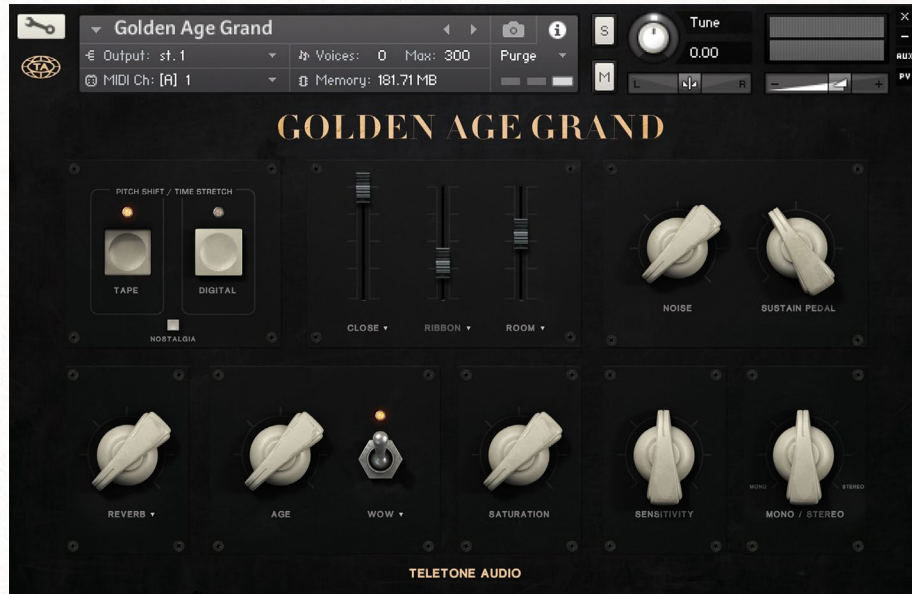 Golden Age Grand
Output: st. 1
Voices: 0 Max: 300
Purge
MIDI Ch: [A] 1
Memory: 181.71 MB
S
M
Tune
0.00
L
R
AUX
PV
TA
GOLDEN AGE GRAND
PITCH SHIFT / TIME STRETCH
TAPE
DIGITAL
NOSTALGIA
CLOSE
RIBBON
ROOM
NOISE
SUSTAIN PEDAL
REVERB
AGE
WOW
SATURATION
SENSITIVITY
MONO
STEREO
MONO / STEREO
TELETONE AUDIO